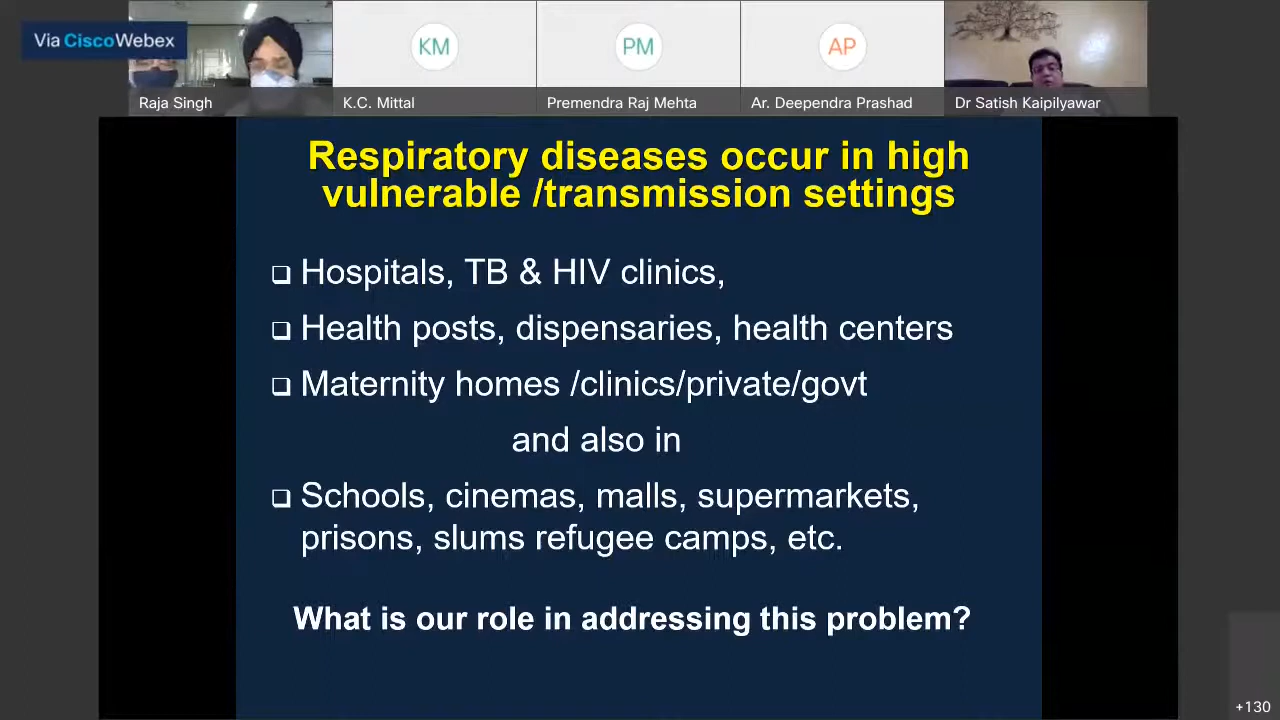 Via CiscoWebex
KM
PM
AP
Raja Singh
K.C. Mittal
Premendra Raj Mehta
Ar. Deependra Prashad
Dr Satish Kaipilyawar
Respiratory diseases occur in high
vulnerable /transmission settings
Hospitals, TB & HIV clinics,
Health posts, dispensaries, health centers
Maternity homes /clinics/private/govt
and also in
Schools, cinemas, malls, supermarkets,
prisons, slums refugee camps, etc.
What is our role in addressing this problem?
+130